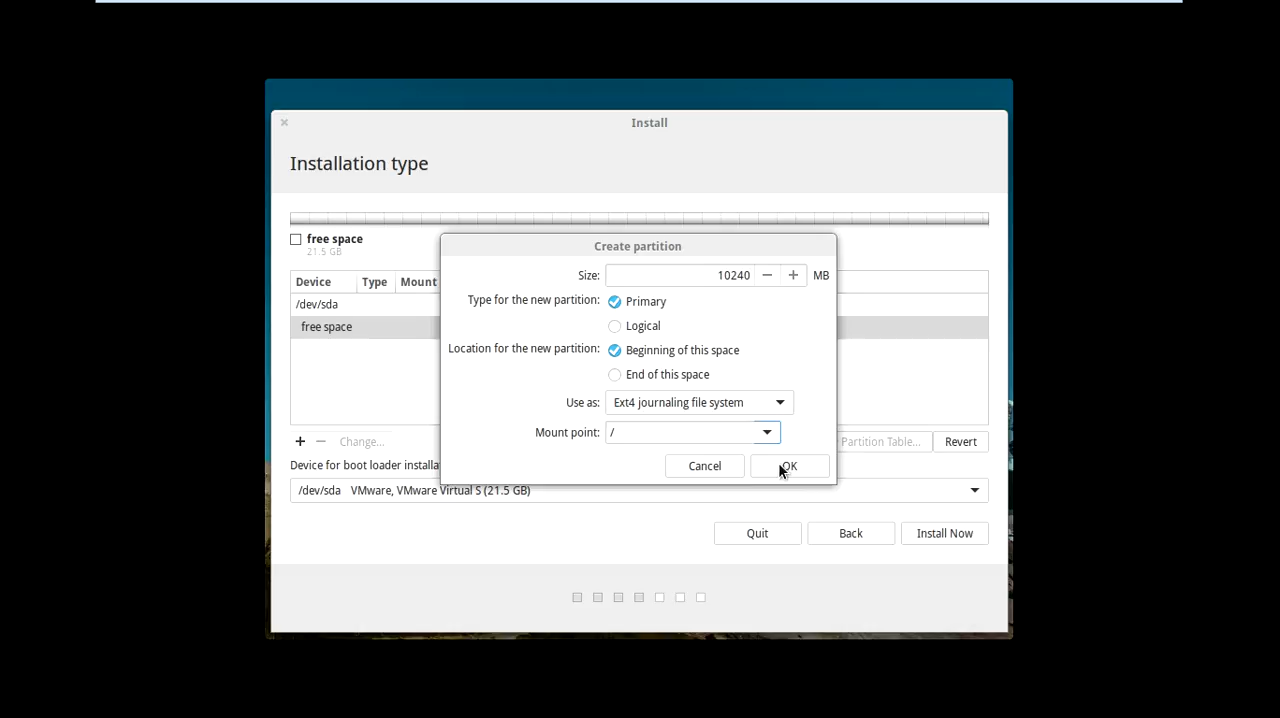 Install
Installation type
free space
21.5 GB
Create partition
Size: 10240 MB
Device Type Mount
Type for the new partition: Primary
/dev/sda
Logical
free space
Location for the new partition: Beginning of this space
End of this space
Use as: Ext4 journaling file system
Mount point: /
Change...
Partition Table... Revert
Cancel OK
Device for boot loader installa
/dev/sda VMware, VMware Virtual S (21.5 GB)
Quit Back Install Now